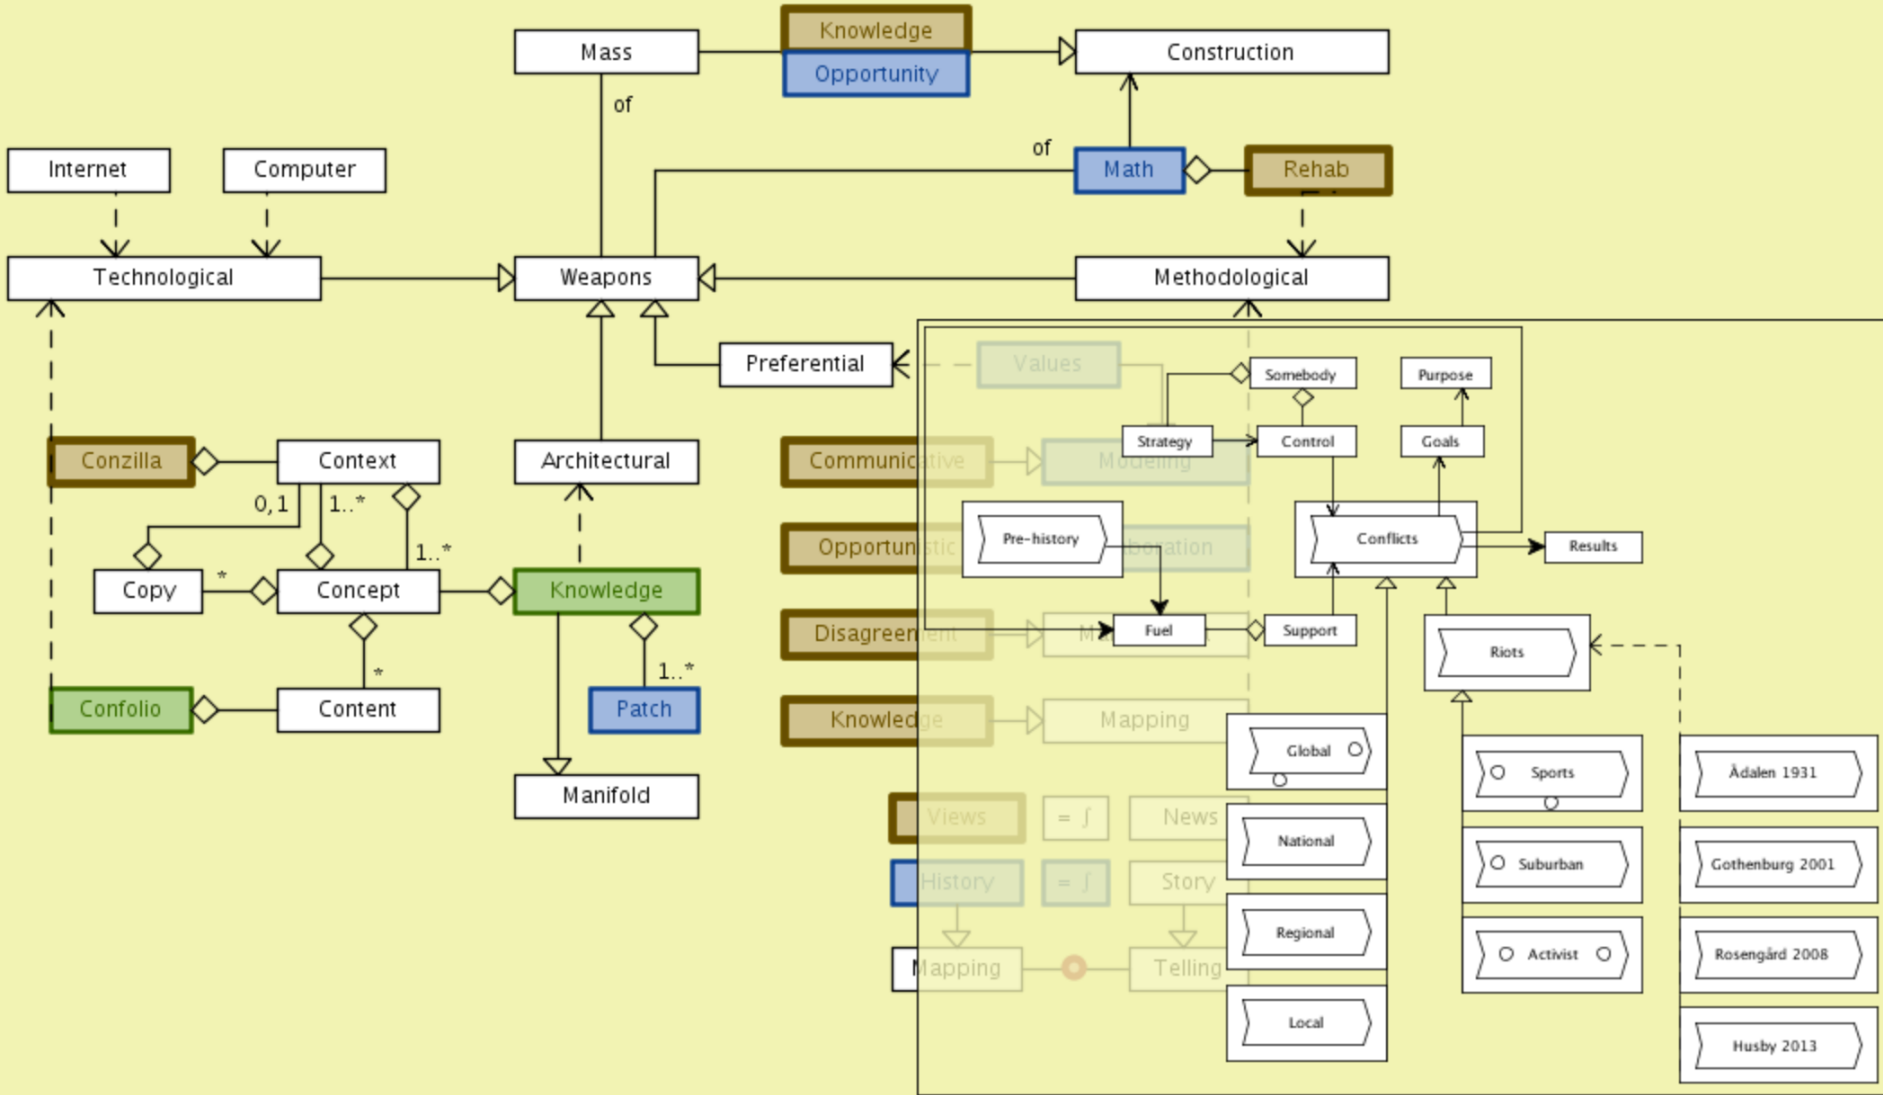 Knowledge
Mass
Construction
Opportunity
of
of
Internet
Computer
Math
Rehab
Technological
Weapons
Methodological
Preferential
Values
Somebody
Purpose
Conzilla
Context
Architectural
Communicative
Modeling
Strategy
Control
Goals
0,1
1..*
1..*
Opportunistic
boration
Pre-history
Conflicts
Results
Copy
*
Concept
Knowledge
Disagreement
Fuel
Support
Riots
*
1..*
Confolio
Content
Patch
Knowledge
Mapping
Global
Sports
Ådalen 1931
Manifold
Views
= ∫
News
National
Suburban
Gothenburg 2001
History
= ∫
Story
Regional
Activist
Rosengård 2008
Mapping
Telling
Local
Husby 2013